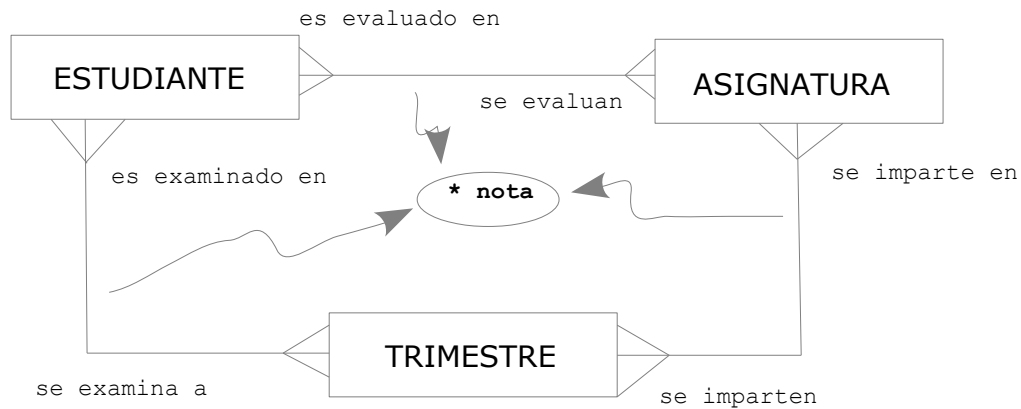 es evaluado en
ESTUDIANTE
ASIGNATURA
se evaluan
es examinado en
se imparte en
* nota
TRIMESTRE
se examina a
se imparten